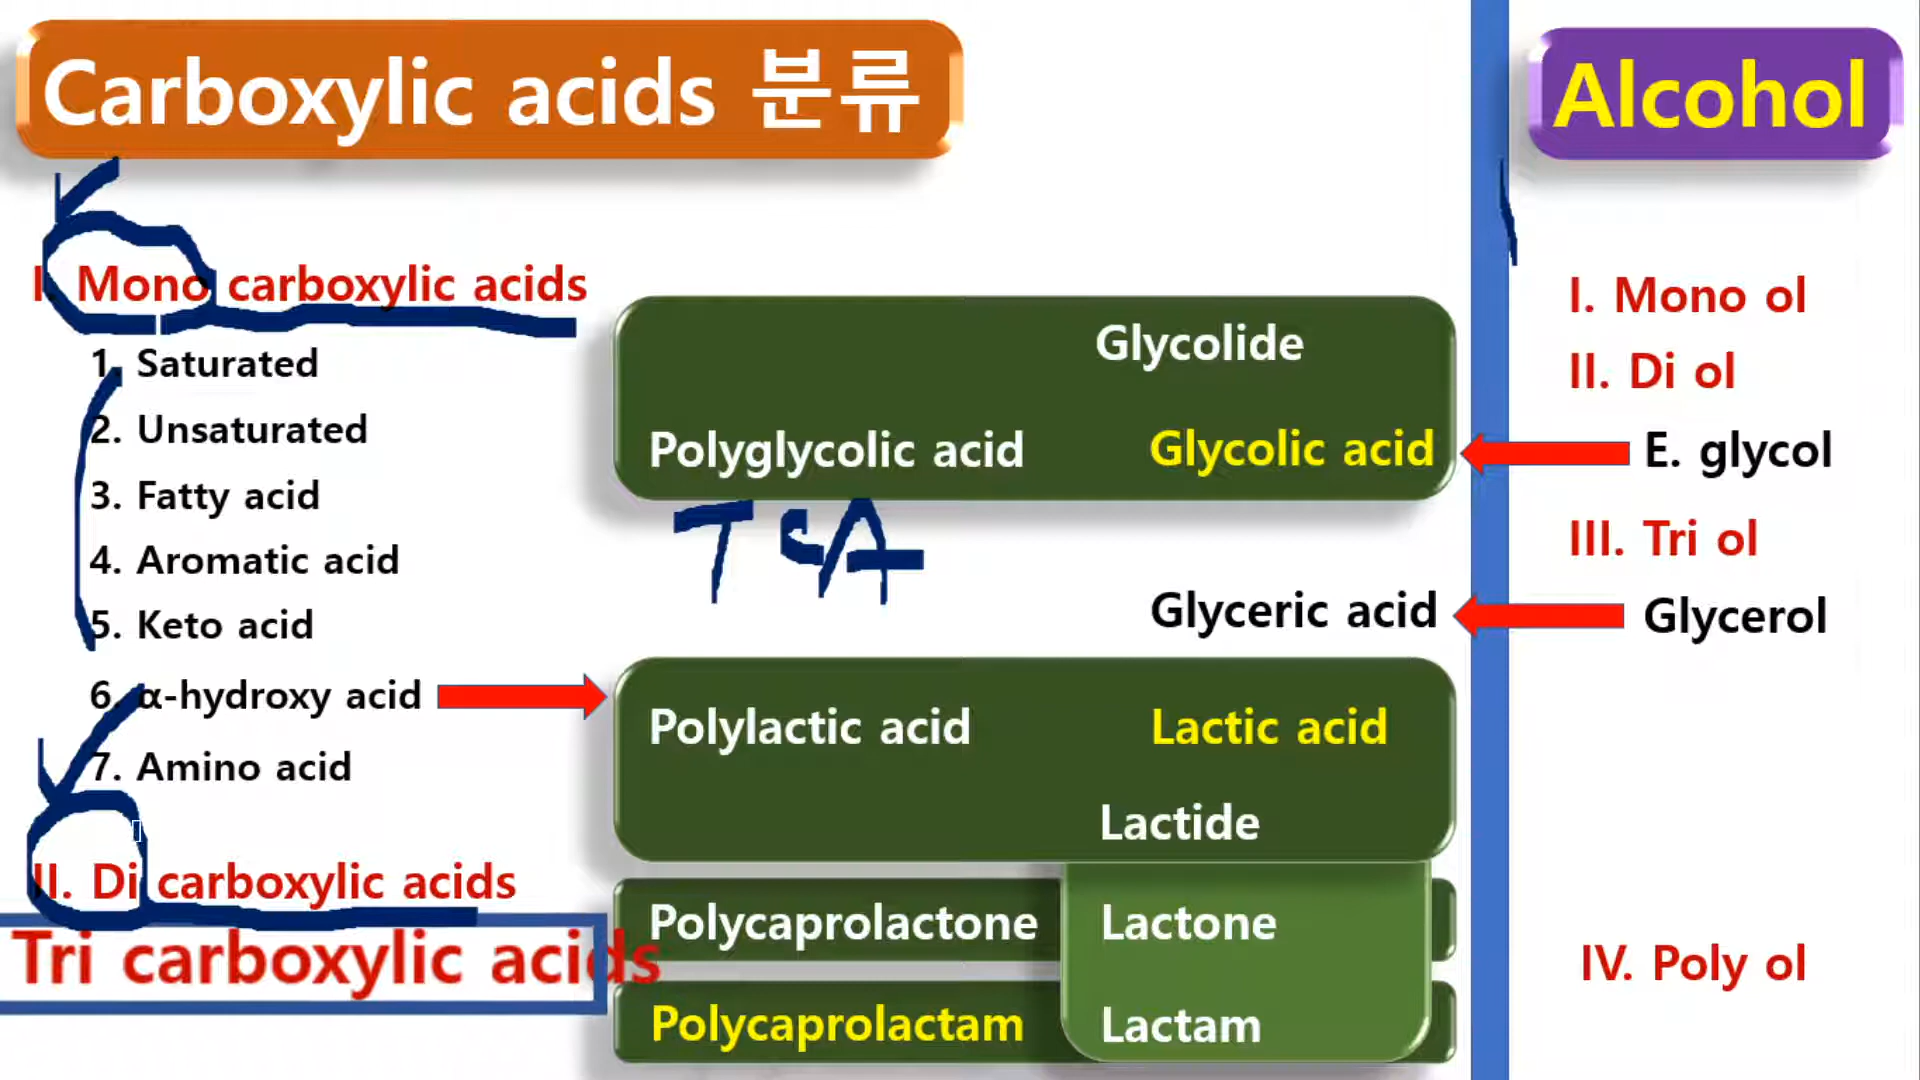 Carboxylic acids 분류
Alcohol
I. Mono carboxylic acids
1. Saturated
2. Unsaturated
3. Fatty acid
4. Aromatic acid
5. Keto acid
6. α-hydroxy acid
7. Amino acid
II. Di carboxylic acids
Tri carboxylic acids
Glycolide
Polyglycolic acid Glycolic acid
TCA
Glyceric acid
Polylactic acid Lactic acid
Lactide
Polycaprolactone Lactone
Polycaprolactam Lactam
I. Mono ol
II. Di ol
E. glycol
III. Tri ol
Glycerol
IV. Poly ol